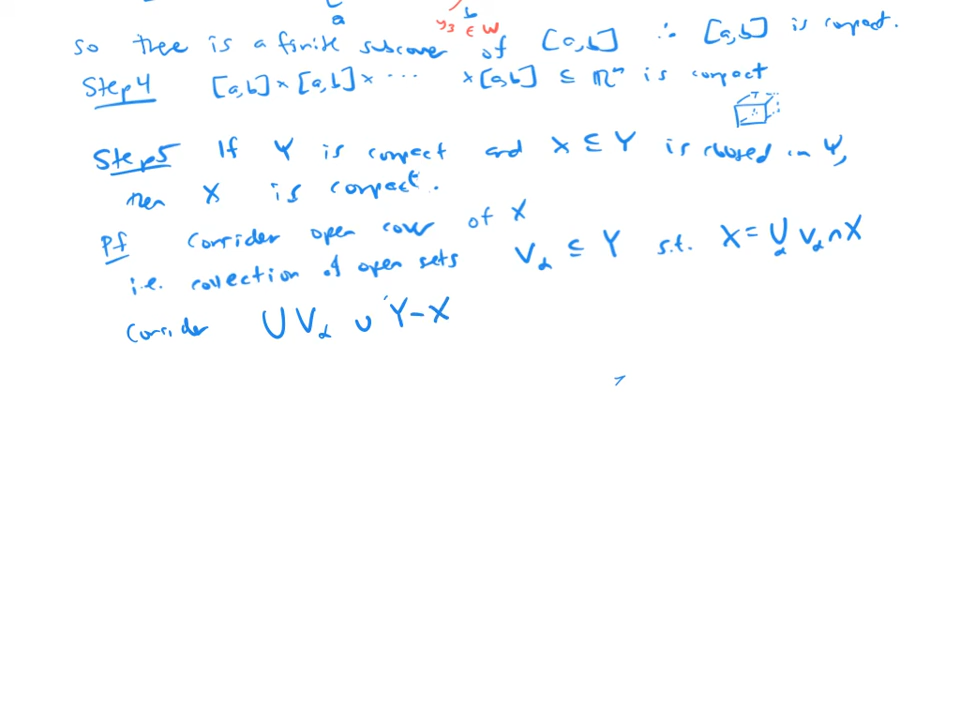 a
b
y₃ ∈ W
so there is a finite subcover of [a,b] ∴ [a,b] is compact.
Step 4 [a,b] × [a,b] × ··· × [a,b] ⊆ ℝⁿ is compact
Step 5 If Y is compact and X ⊆ Y is closed in Y,
then X is compact.
Pf Consider open cover of X
i.e. collection of open sets V_α ⊆ Y s.t. X = ⋃_α V_α ∩ X
Consider ⋃ V_α ∪ Y − X